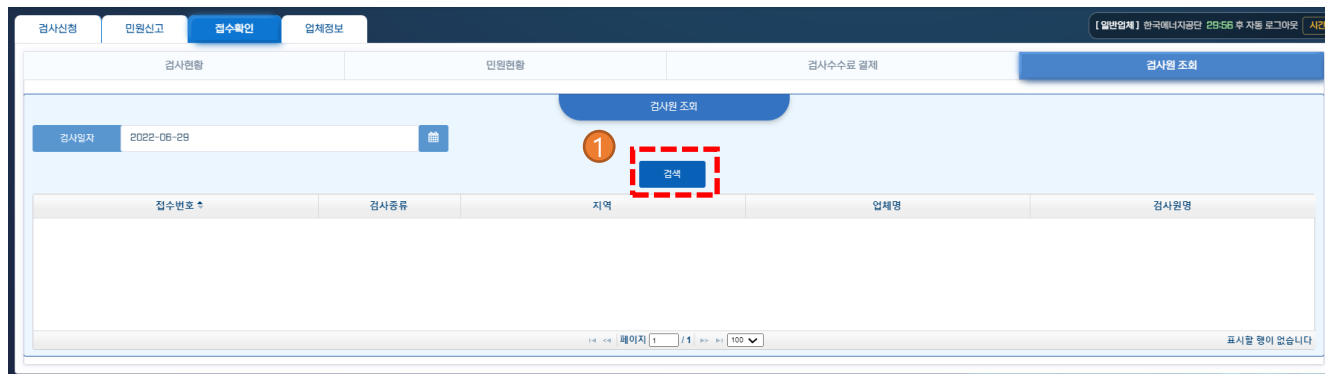 검사신청 민원신고 접수확인 업체정보 [ 일반업체 ] 한국에너지공단 29:56 후 자동 로그아웃 시간
검사현황 민원현황 검사수수료 결제 검사원 조회
검사원 조회
검사일자 2022-06-29
1
검색
접수번호 검사종류 지역 업체명 검사원명
페이지 1 / 1 100 표시할 행이 없습니다